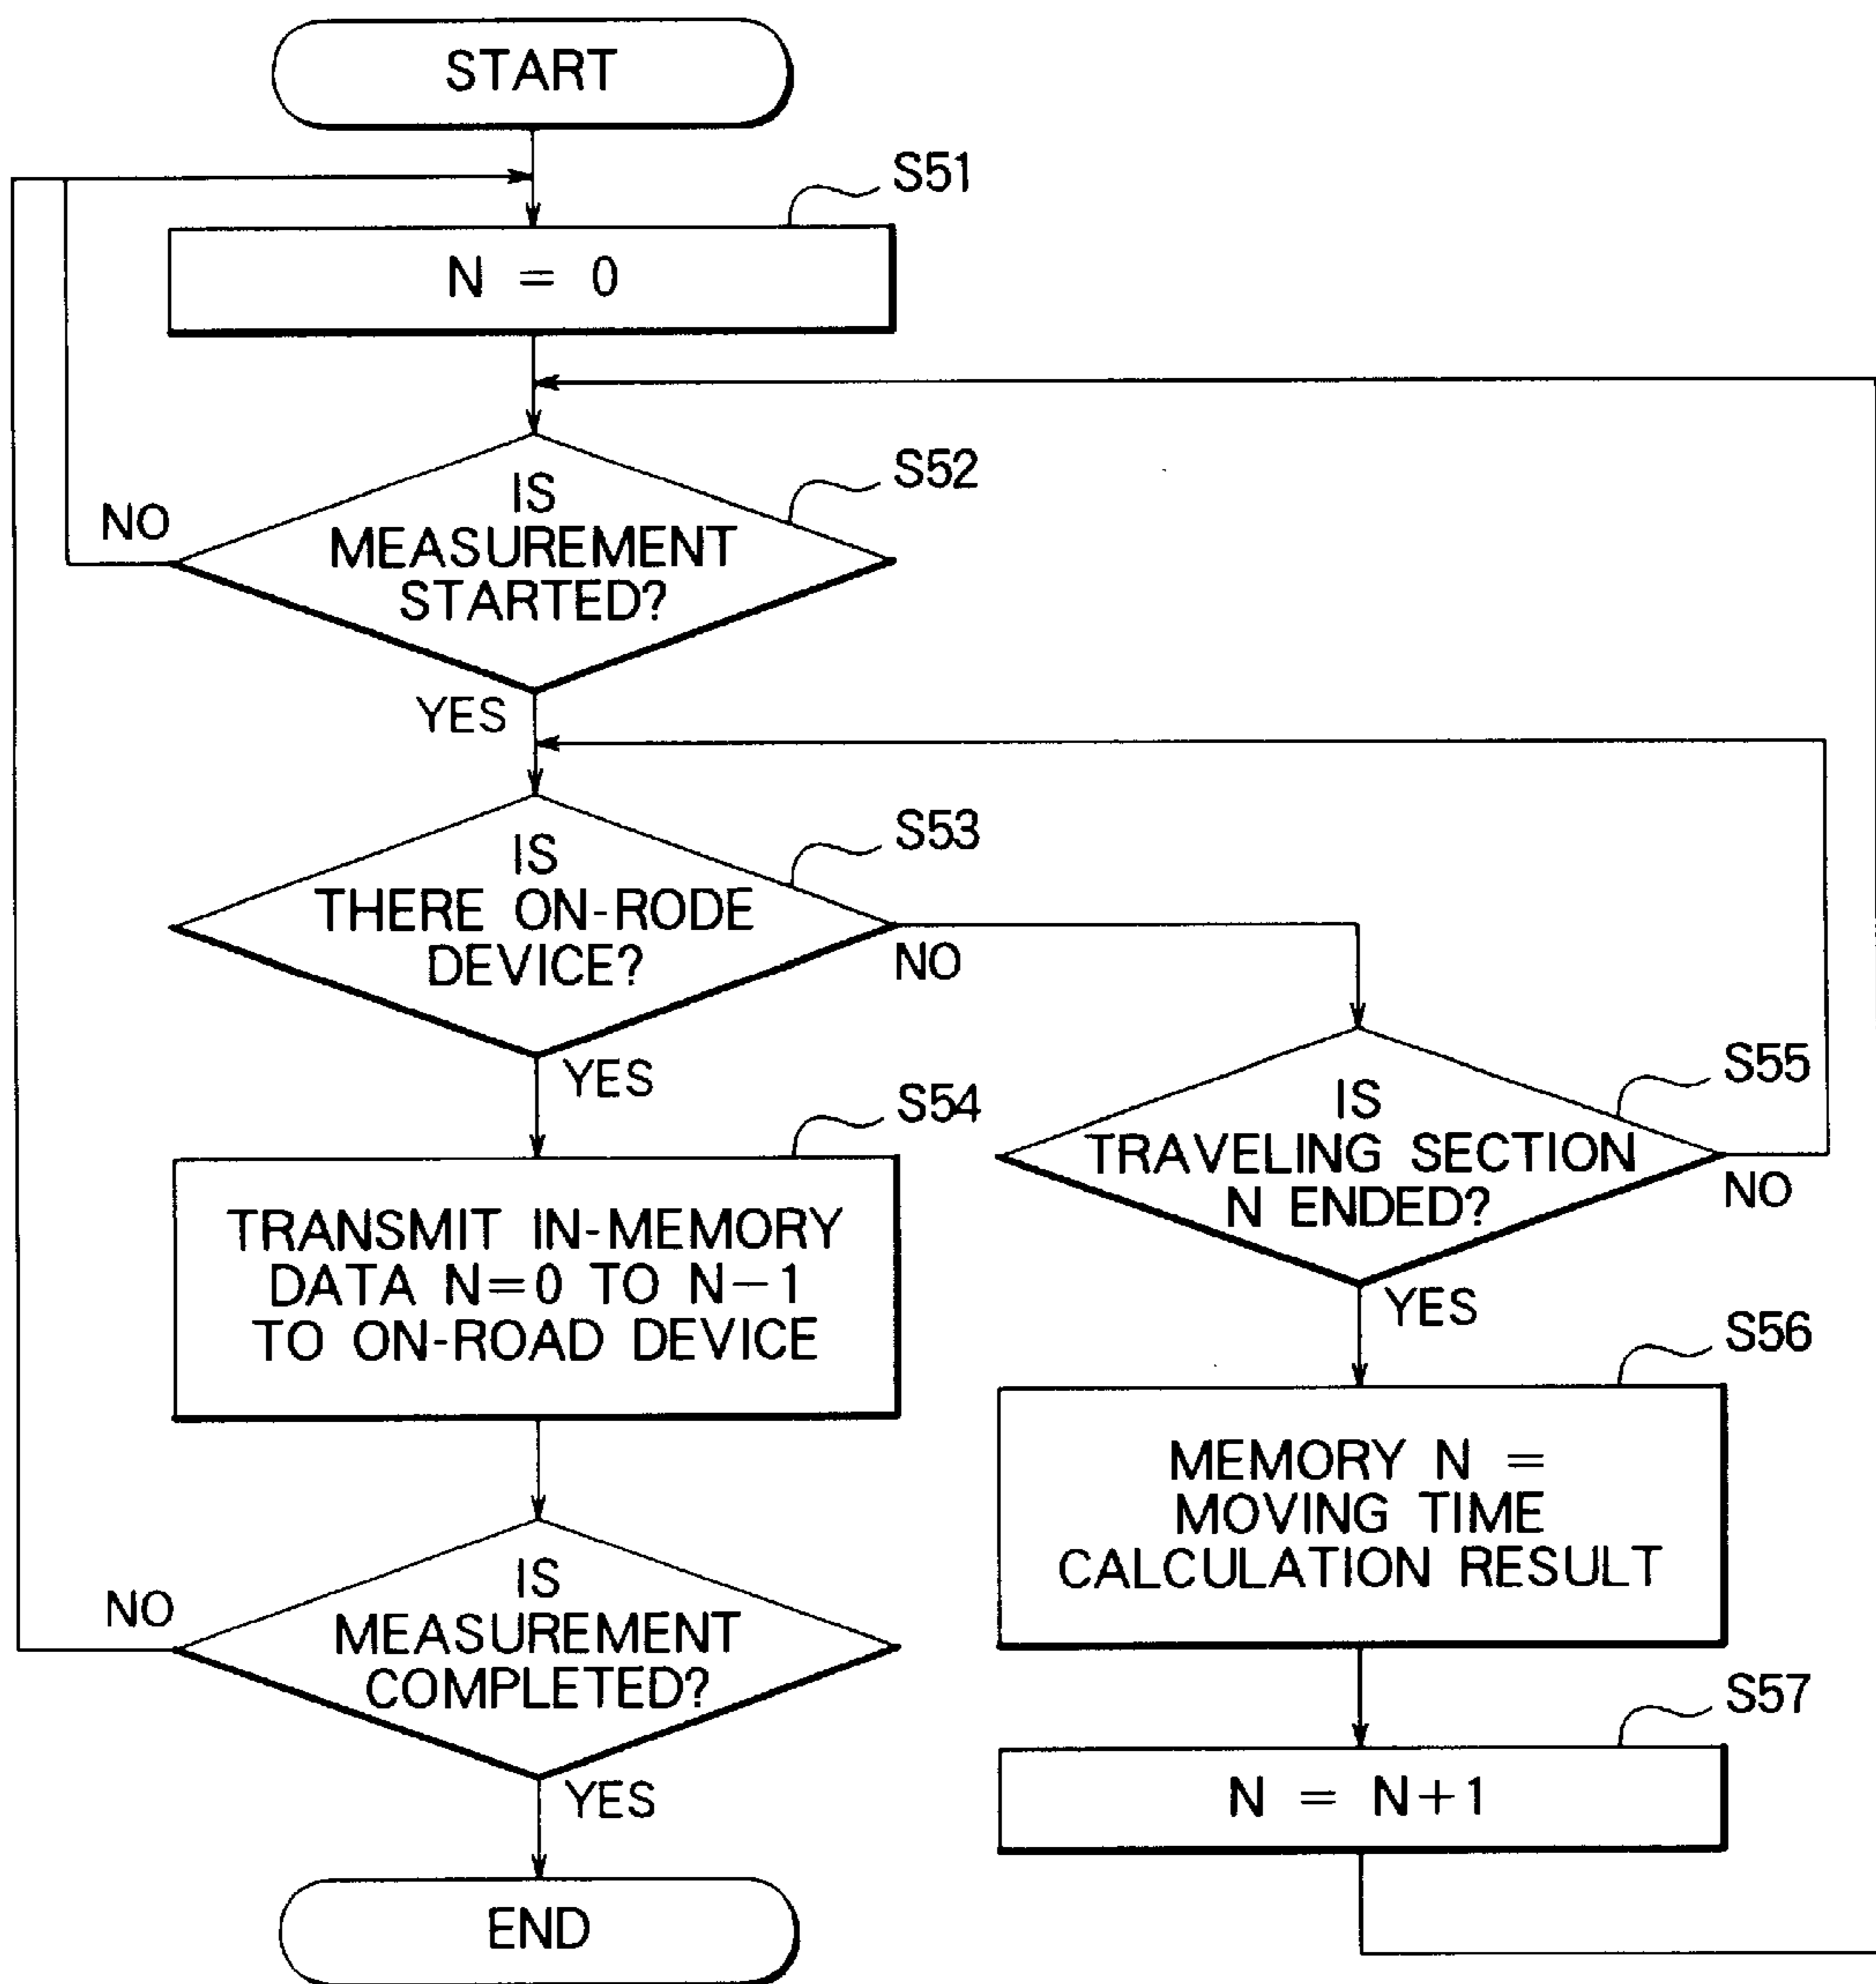 START
S51
N = 0
S52
IS
MEASUREMENT
STARTED?
NO
YES
S53
IS
THERE ON-RODE
DEVICE?
NO
YES
S54
TRANSMIT IN-MEMORY
DATA N=0 TO N−1
TO ON-ROAD DEVICE
IS
MEASUREMENT
COMPLETED?
NO
YES
END
S55
IS
TRAVELING SECTION
N ENDED?
NO
YES
S56
MEMORY N =
MOVING TIME
CALCULATION RESULT
S57
N = N+1